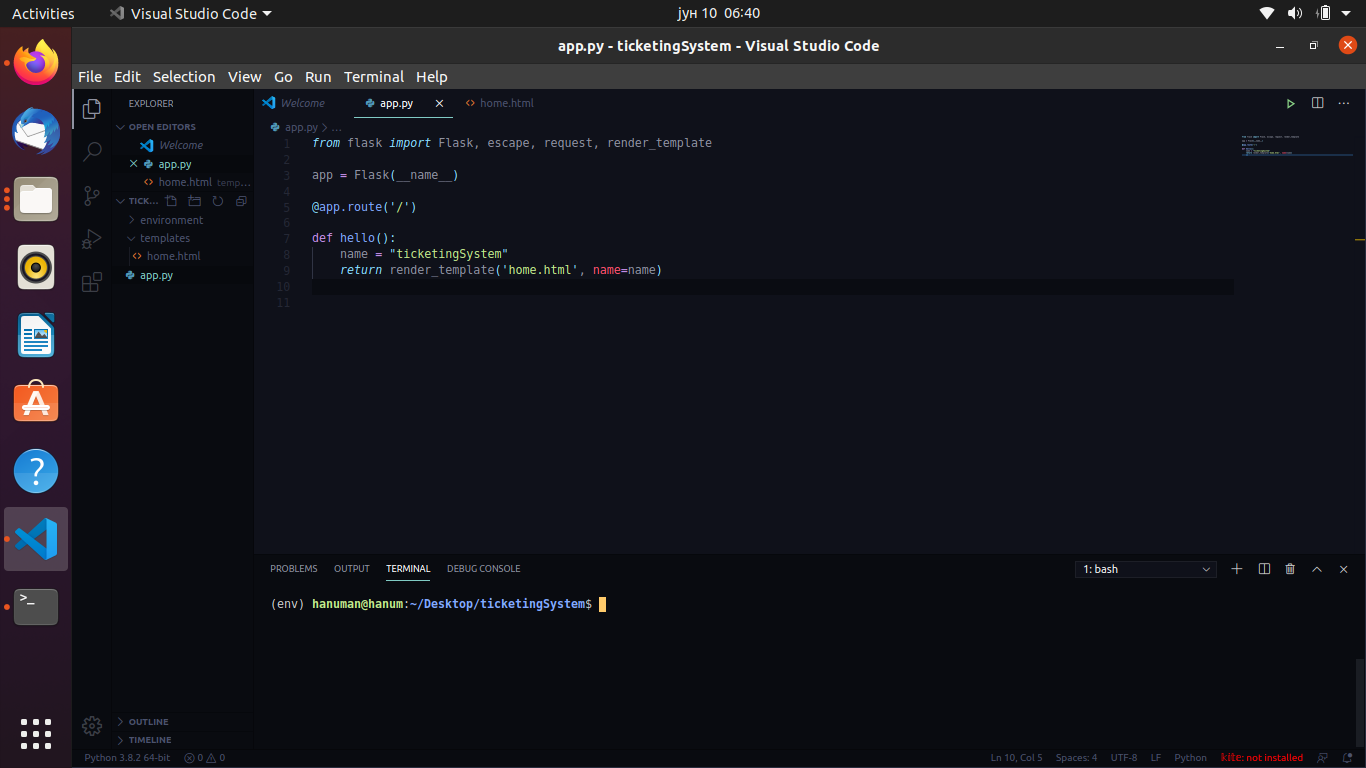 Activities Visual Studio Code јун 10 06:40
app.py - ticketingSystem - Visual Studio Code
File Edit Selection View Go Run Terminal Help
EXPLORER
OPEN EDITORS
Welcome
app.py
home.html temp...
TICK...
environment
templates
home.html
app.py
OUTLINE
TIMELINE
Welcome app.py home.html
app.py > ...
1 from flask import Flask, escape, request, render_template
2
3 app = Flask(__name__)
4
5 @app.route('/')
6
7 def hello():
8 name = "ticketingSystem"
9 return render_template('home.html', name=name)
10
11
PROBLEMS OUTPUT TERMINAL DEBUG CONSOLE 1: bash
(env) hanuman@hanum:~/Desktop/ticketingSystem$
Python 3.8.2 64-bit 0 0 Ln 10, Col 5 Spaces: 4 UTF-8 LF Python kite: not installed